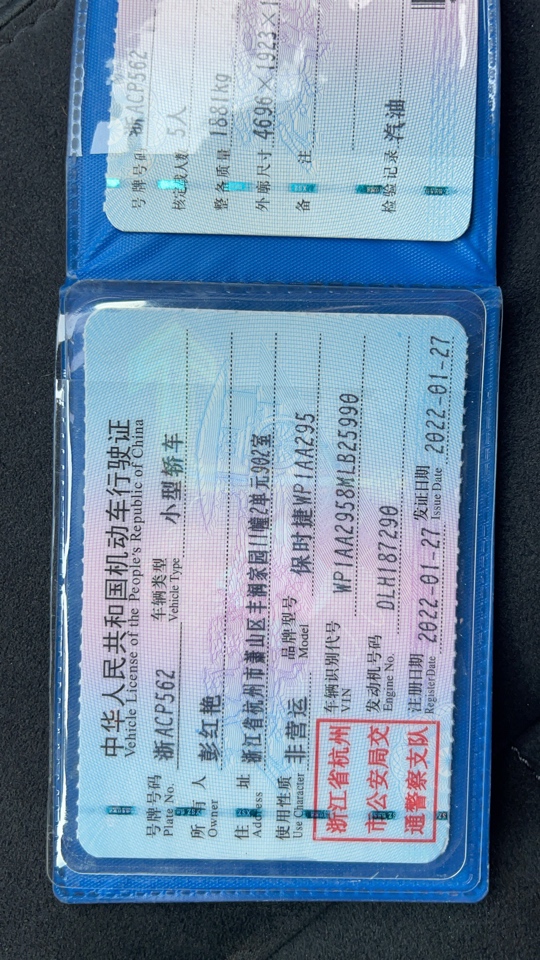 中华人民共和国机动车行驶证
Vehicle License of the People's Republic of China
号牌号码 浙ACP562 车辆类型 小型轿车
Plate No. Vehicle Type
所有人 彭红艳
Owner
住址 浙江省杭州市萧山区丰润家园11幢2单元902室
Address
使用性质 非营运 品牌型号 保时捷WP1AA295
Use Character Model
浙江省杭州
市公安局交
通警察支队
车辆识别代号 WP1AA2958MLB25990
VIN
发动机号码 DLH187290
Engine No.
注册日期 2022-01-27 发证日期 2022-01-27
Register Date Issue Date
号牌号码 浙ACP562
核定载人数 5人
整备质量 1881kg
外廓尺寸 4696×1923×1
备注
检验记录 汽油